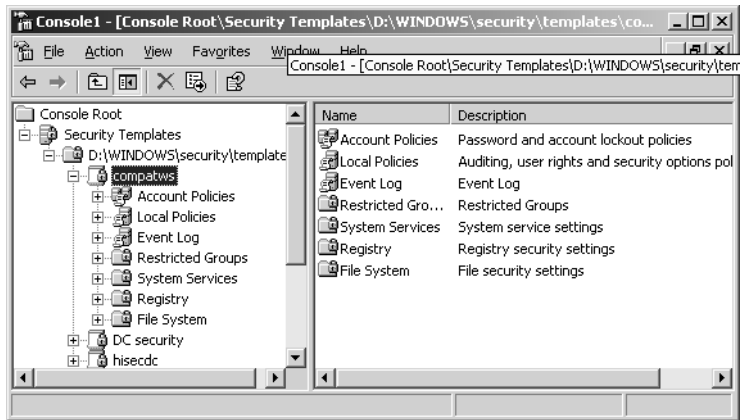 Console1 - [Console Root\Security Templates\D:\WINDOWS\security\templates\co...
File Action View Favorites Window Help
Console1 - [Console Root\Security Templates\D:\WINDOWS\security\tem
Console Root
Security Templates
D:\WINDOWS\security\template
compatws
Account Policies
Local Policies
Event Log
Restricted Groups
System Services
Registry
File System
DC security
hisecdc
Name Description
Account Policies Password and account lockout policies
Local Policies Auditing, user rights and security options pol
Event Log Event Log
Restricted Gro... Restricted Groups
System Services System service settings
Registry Registry security settings
File System File security settings